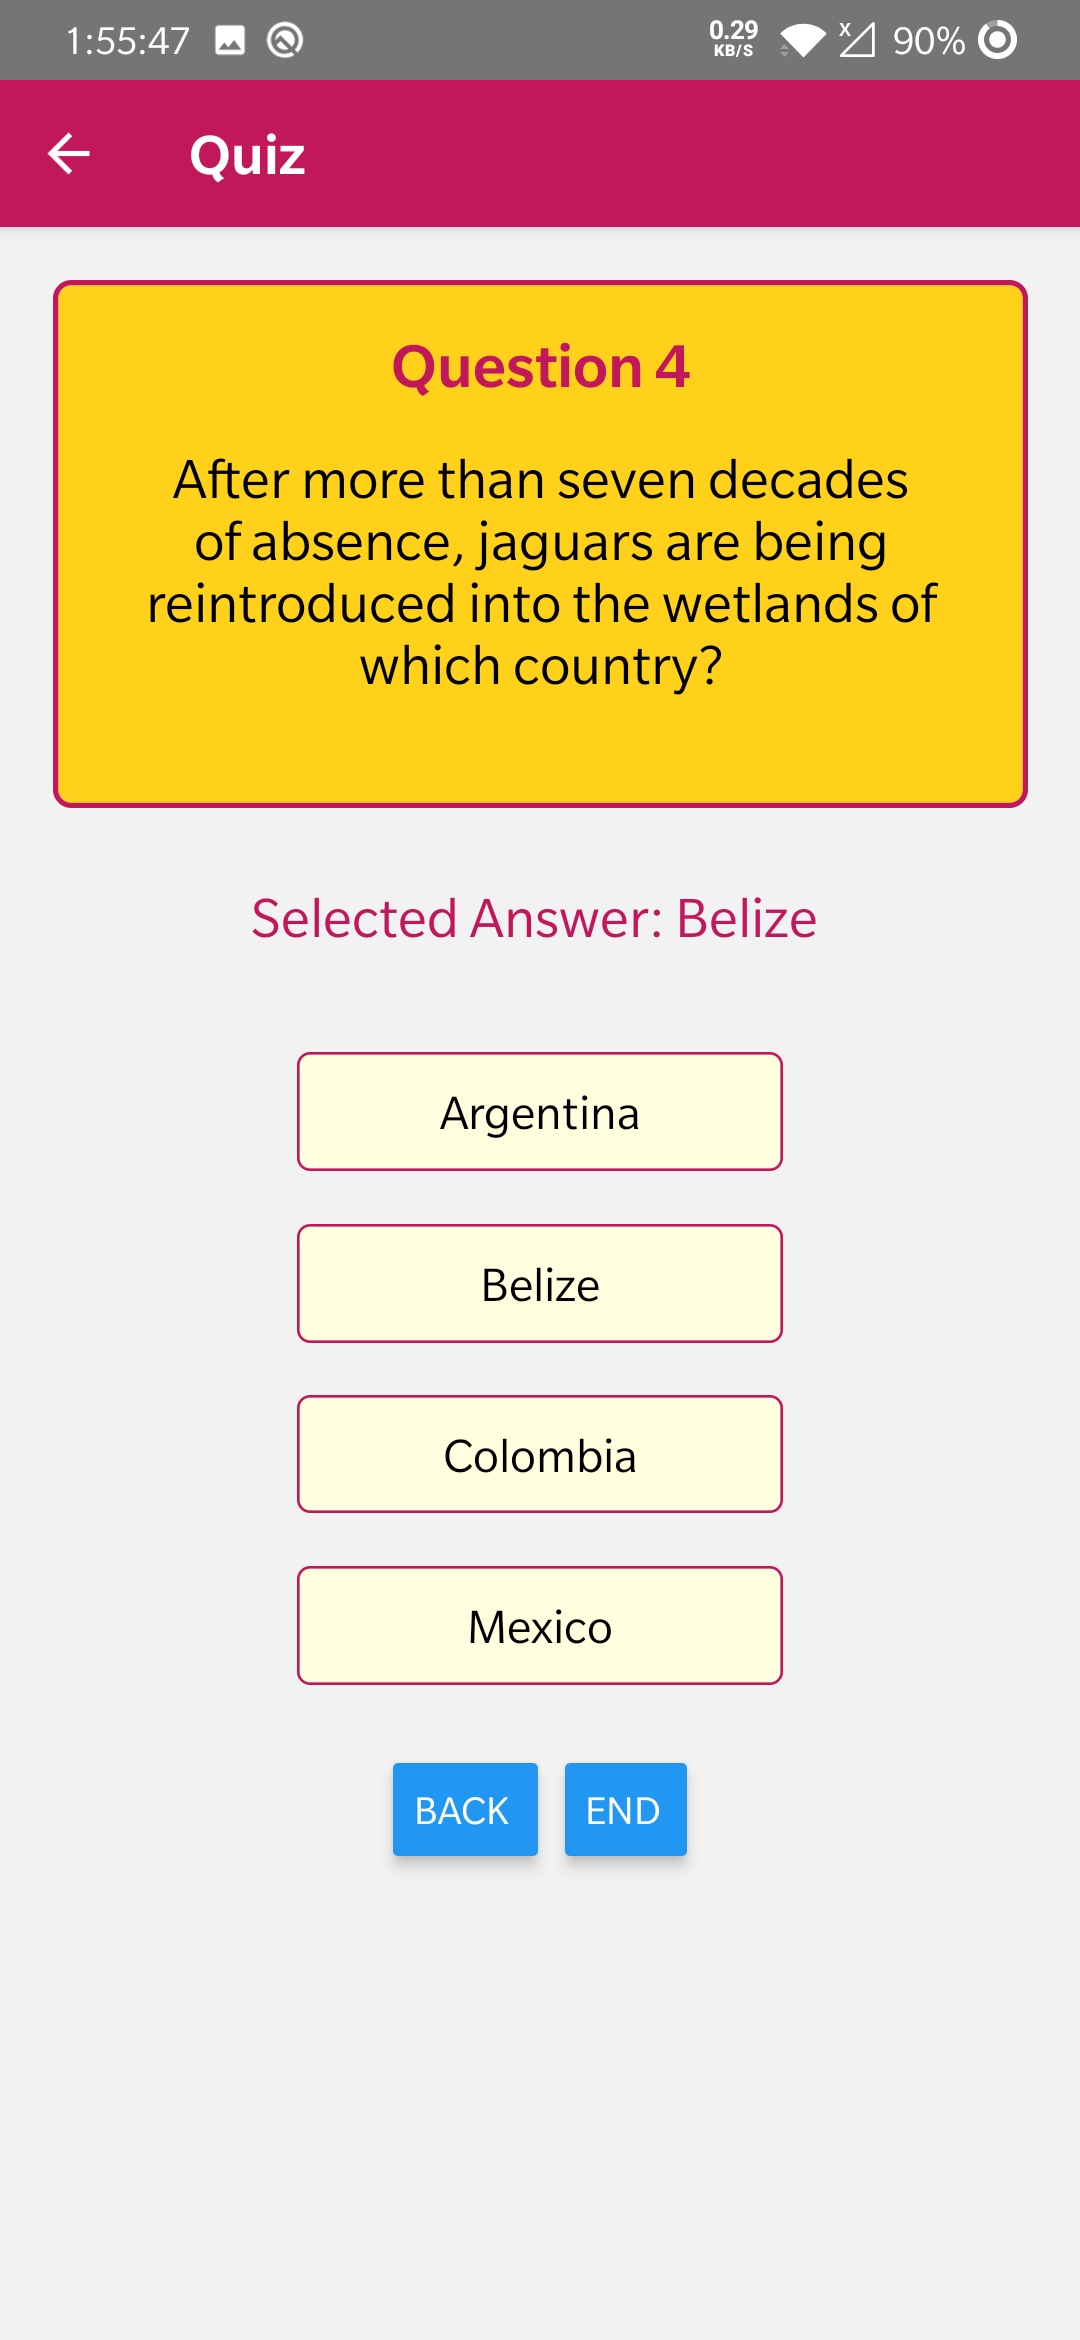 1:55:47 0.29 KB/S x 90%
Quiz
Question 4
After more than seven decades
of absence, jaguars are being
reintroduced into the wetlands of
which country?
Selected Answer: Belize
Argentina
Belize
Colombia
Mexico
BACK END